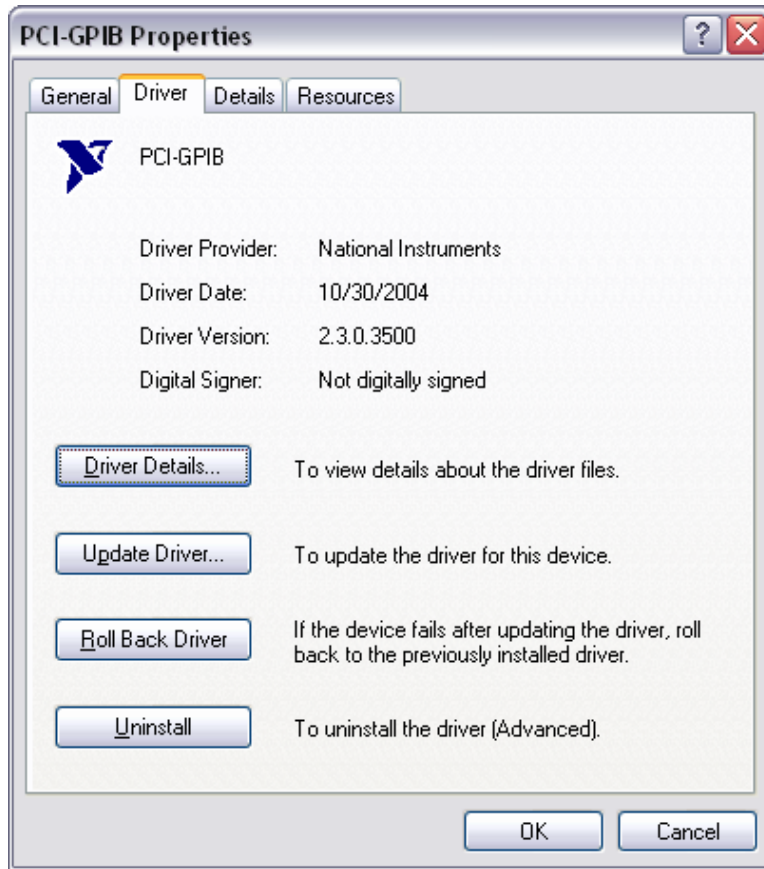 PCI-GPIB Properties
?
General Driver Details Resources
PCI-GPIB
Driver Provider: National Instruments
Driver Date: 10/30/2004
Driver Version: 2.3.0.3500
Digital Signer: Not digitally signed
Driver Details... To view details about the driver files.
Update Driver... To update the driver for this device.
Roll Back Driver If the device fails after updating the driver, roll
back to the previously installed driver.
Uninstall To uninstall the driver (Advanced).
OK Cancel